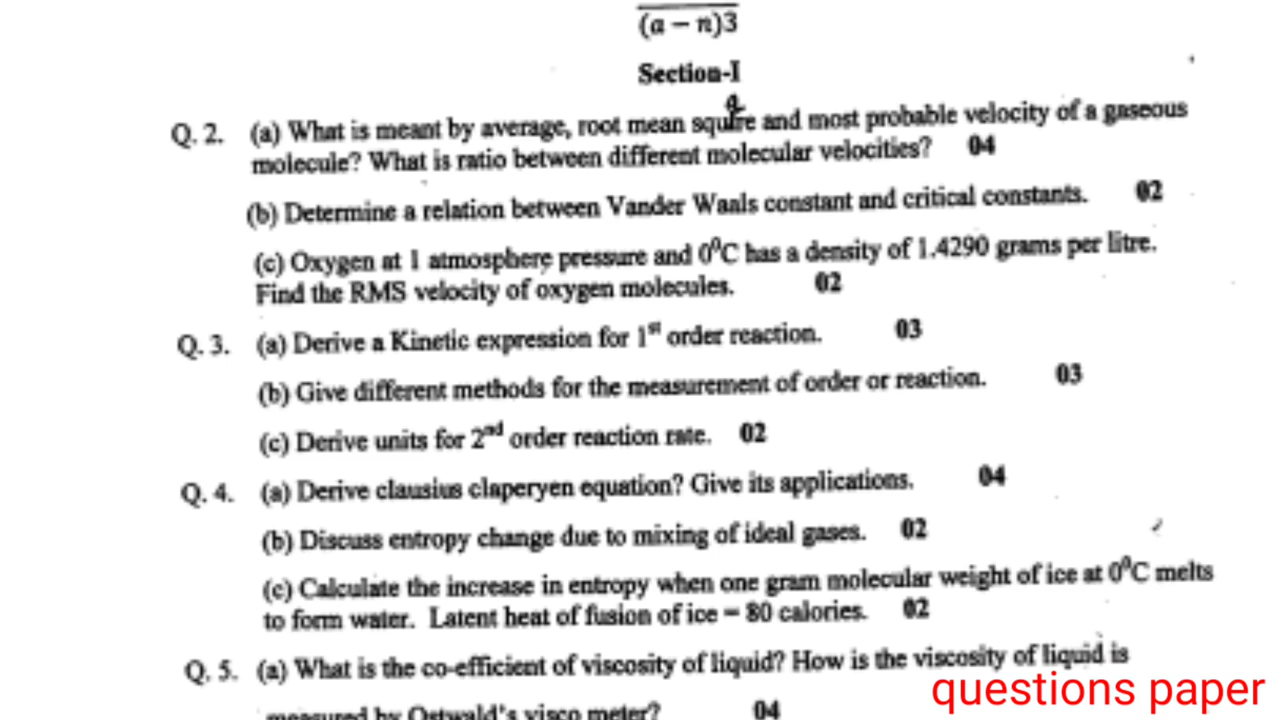 (a − n)3
Section-I
Q. 2. (a) What is meant by average, root mean squfre and most probable velocity of a gaseous
a
molecule? What is ratio between different molecular velocities? 04
(b) Determine a relation between Vander Waals constant and critical constants. 02
(c) Oxygen at 1 atmosphere pressure and 0⁰C has a density of 1.4290 grams per litre.
Find the RMS velocity of oxygen molecules. 02
Q. 3. (a) Derive a Kinetic expression for 1ˢᵗ order reaction. 03
(b) Give different methods for the measurement of order or reaction. 03
(c) Derive units for 2ⁿᵈ order reaction rate. 02
Q. 4. (a) Derive clausius claperyen equation? Give its applications. 04
(b) Discuss entropy change due to mixing of ideal gases. 02
(c) Calculate the increase in entropy when one gram molecular weight of ice at 0⁰C melts
to form water. Latent heat of fusion of ice = 80 calories. 02
Q. 5. (a) What is the co-efficient of viscosity of liquid? How is the viscosity of liquid is
measured by Ostwald's visco meter? 04
questions paper